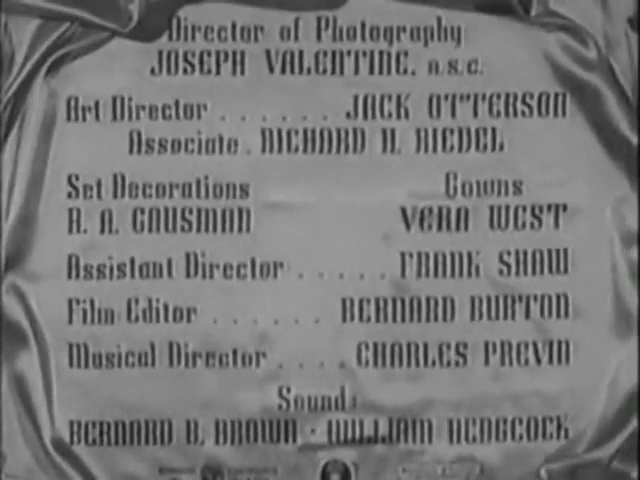 Director of Photography
JOSEPH VALENTINE, A.S.C.
Art Director . . . . . . JACK OTTERSON
Associate . RICHARD H. RIEDEL
Set Decorations Gowns
R. A. GAUSMAN VERA WEST
Assistant Director . . . . . FRANK SHAW
Film Editor . . . . . . BERNARD BURTON
Musical Director . . . . CHARLES PREVIN
Sound:
BERNARD B. BROWN · WILLIAM HEDGCOCK